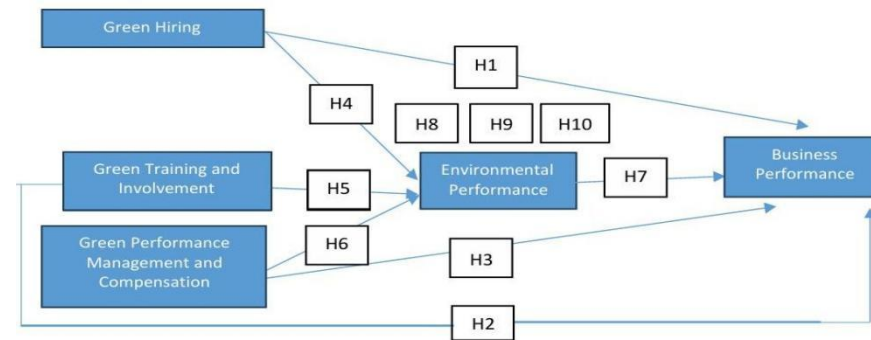 Green Hiring
H1
H4
H8
H9
H10
Green Training and
Involvement
H5
Environmental
Performance
H7
Business
Performance
H6
Green Performance
Management and
Compensation
H3
H2